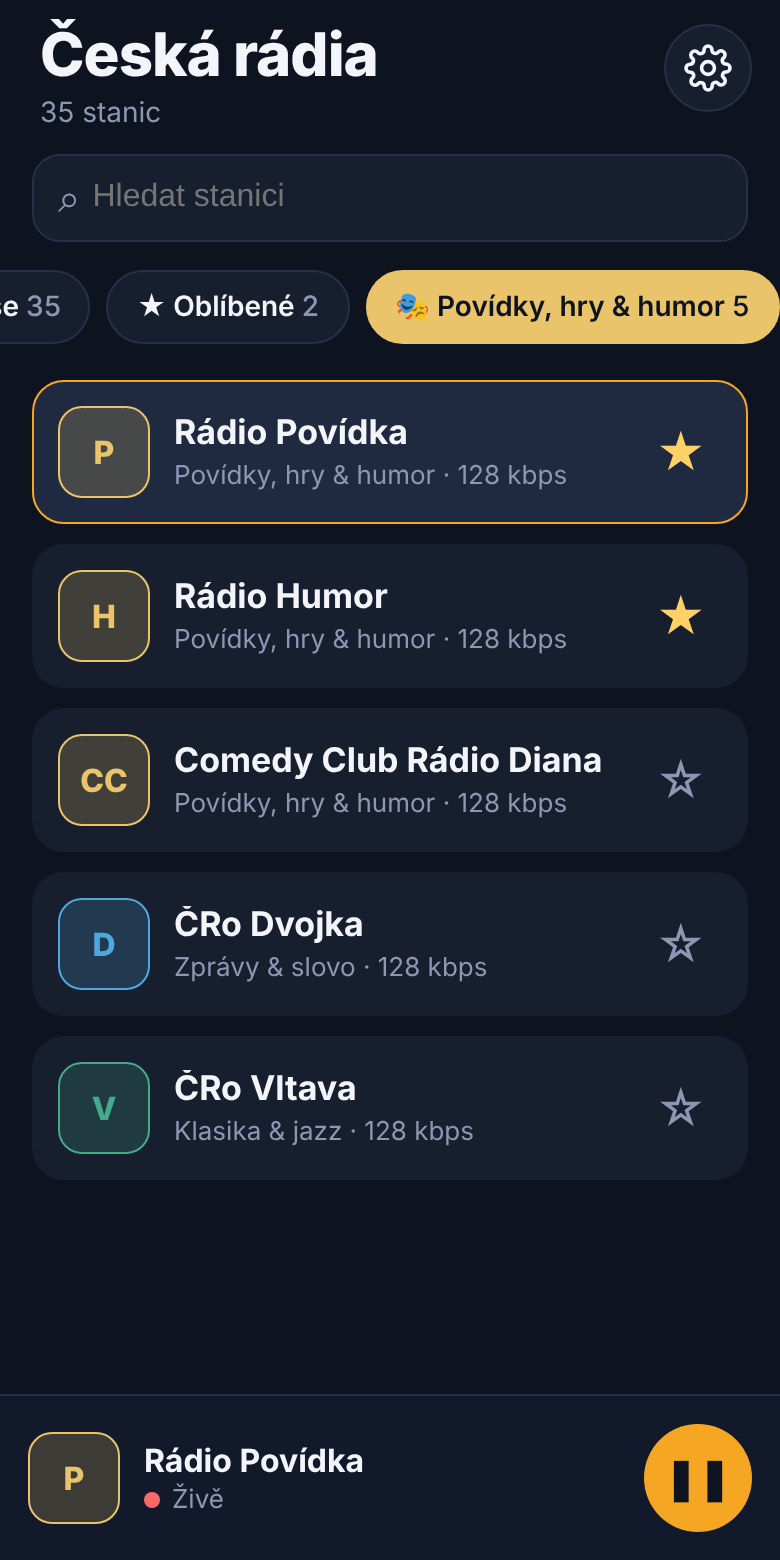 Česká rádia
35 stanic
Hledat stanici
se 35
★ Oblíbené 2
🎭 Povídky, hry & humor 5
P
Rádio Povídka
Povídky, hry & humor · 128 kbps
★
H
Rádio Humor
Povídky, hry & humor · 128 kbps
★
CC
Comedy Club Rádio Diana
Povídky, hry & humor · 128 kbps
☆
D
ČRo Dvojka
Zprávy & slovo · 128 kbps
☆
V
ČRo Vltava
Klasika & jazz · 128 kbps
☆
P
Rádio Povídka
Živě